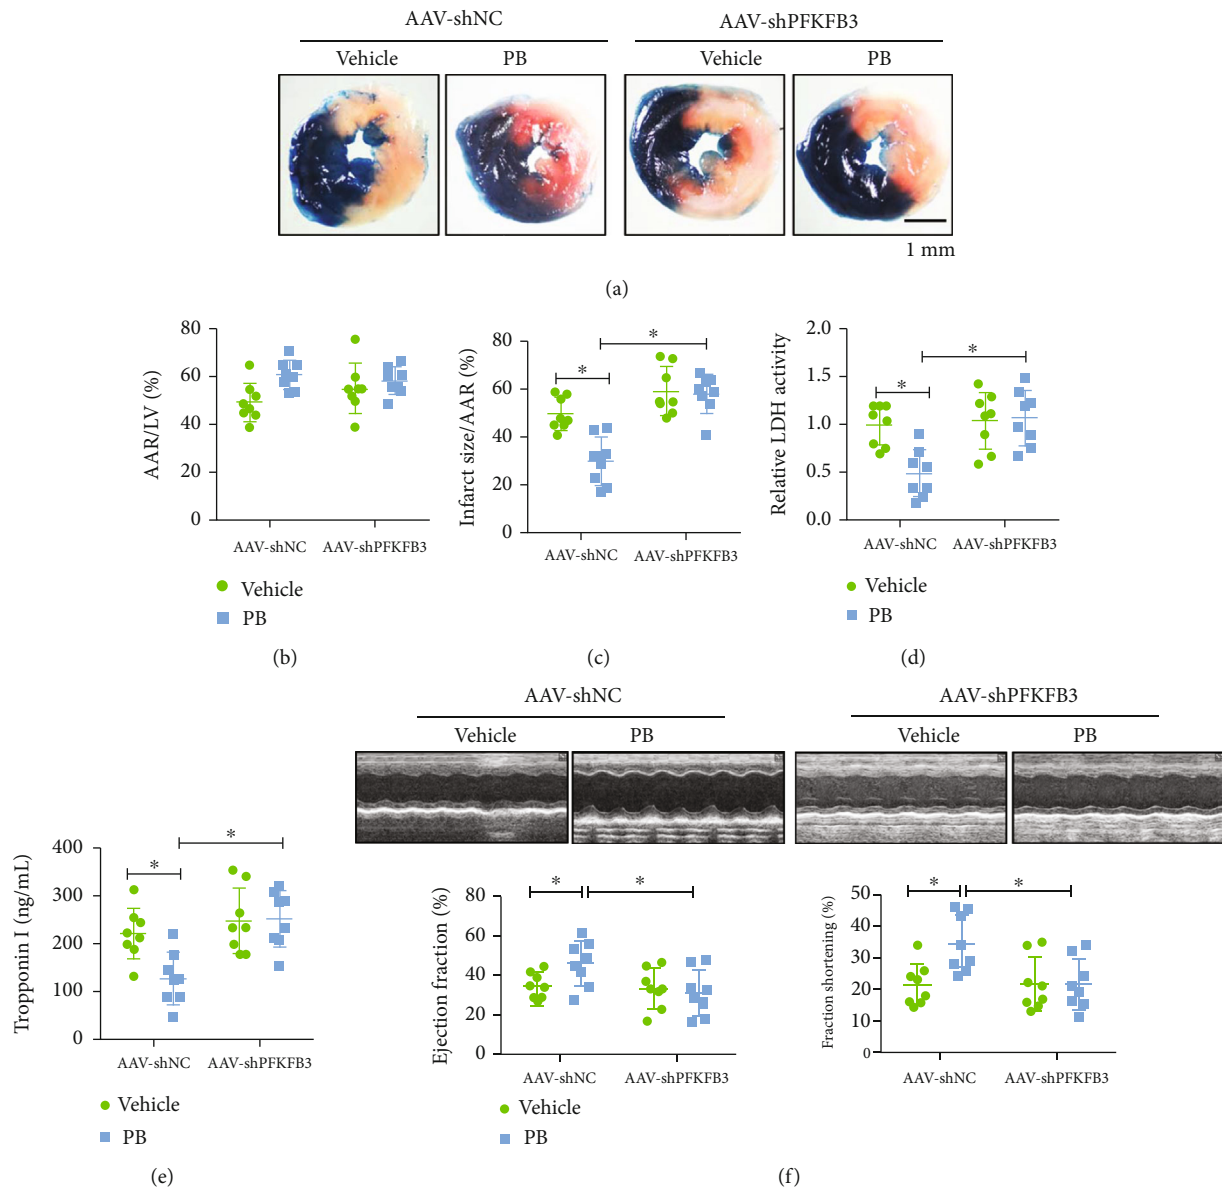 AAV-shNC AAV-shPFKFB3
Vehicle PB Vehicle PB
1 mm
(a)
80
60
40
20
0
AAR/LV (%)
AAV-shNC AAV-shPFKFB3
Vehicle
PB
(b)
80
60
40
20
0
Infarct size/AAR (%)
* *
AAV-shNC AAV-shPFKFB3
(c)
2.0
1.5
1.0
0.5
0.0
Relative LDH activity
* *
AAV-shNC AAV-shPFKFB3
Vehicle
PB
(d)
400
300
200
100
0
Tropponin I (ng/mL)
* *
AAV-shNC AAV-shPFKFB3
Vehicle
PB
(e)
AAV-shNC AAV-shPFKFB3
Vehicle PB Vehicle PB
80
60
40
20
0
Ejection fraction (%)
* *
AAV-shNC AAV-shPFKFB3
Vehicle
PB
50
40
30
20
10
0
Fraction shortening (%)
* *
AAV-shNC AAV-shPFKFB3
(f)